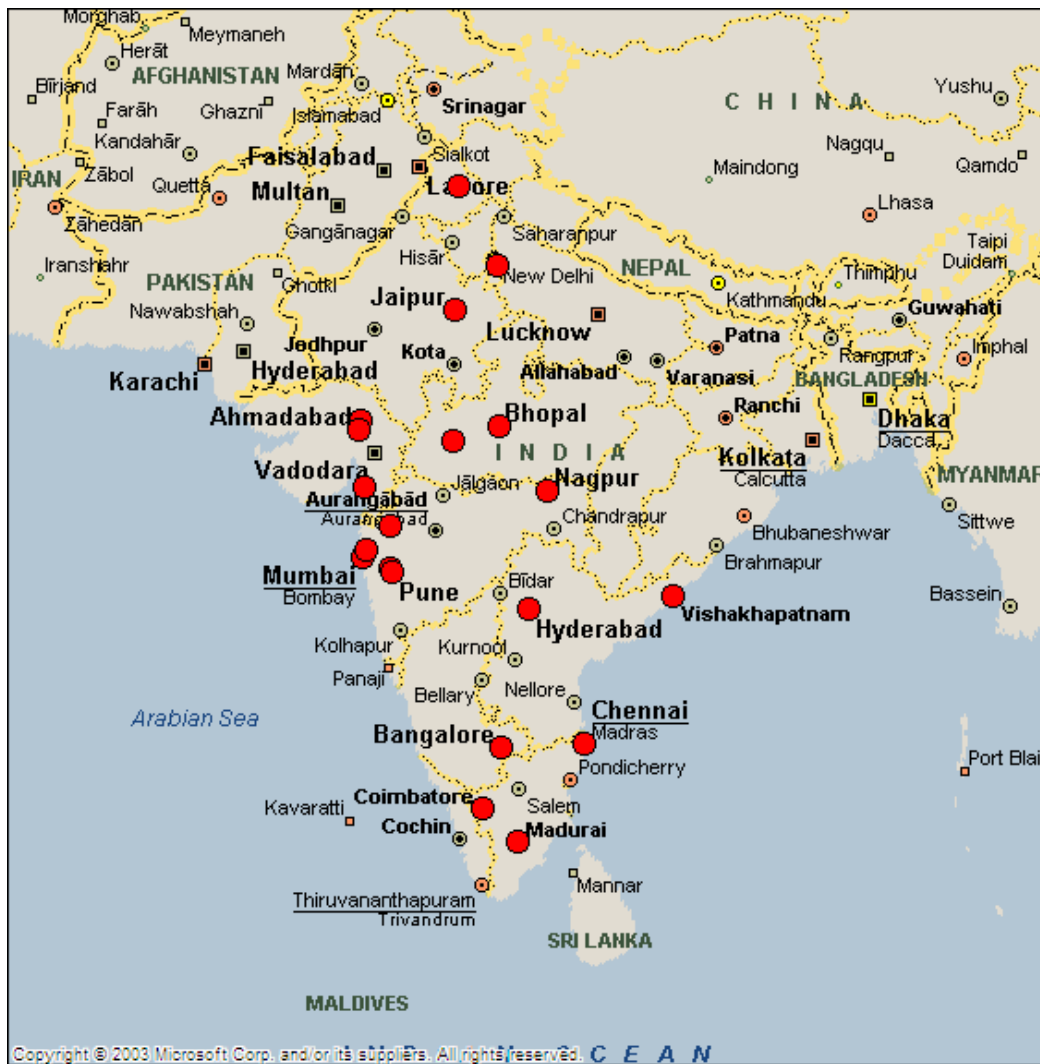 Morghab
Meymaneh
Herāt
AFGHANISTAN
Mardān
Bīrjand
Ghaznī
Islamabad
Srinagar
C H I N A
Yushu
Farāh
Kandahār
Sialkot
Nagqu
Qamdo
Faisalabad
IRAN
Zābol
Quetta
Multan
Lahore
Maindong
Lhasa
Zāhedān
Gangānagar
Saharanpur
Hisār
Taipi
Duidam
Iranshahr
PAKISTAN
Ghotki
New Delhi
NEPAL
Thimphu
Nawabshah
Jaipur
Kathmandu
Guwahati
Lucknow
Jodhpur
Kota
Patna
Imphal
Rangpur
Karachi
Hyderabad
Allahabad
Varanasi
BANGLADESH
Ahmadabad
Bhopal
Ranchi
Dhaka
Dacca
I N D I A
Kolkata
Calcutta
Vadodara
Jālgaon
Nagpur
MYANMAR
Aurangābād
Aurangabad
Chandrapur
Bhubaneshwar
Sittwe
Brahmapur
Mumbai
Bombay
Pune
Bīdar
Bassein
Hyderabad
Vishakhapatnam
Kolhapur
Kurnool
Panaji
Bellary
Nellore
Arabian Sea
Chennai
Madras
Bangalore
Pondicherry
Port Blai
Coimbatore
Salem
Kavaratti
Cochin
Madurai
Mannar
Thiruvananthapuram
Trivandrum
SRI LANKA
MALDIVES
Copyright © 2003 Microsoft Corp. and/or its suppliers. All rights reserved.
O C E A N